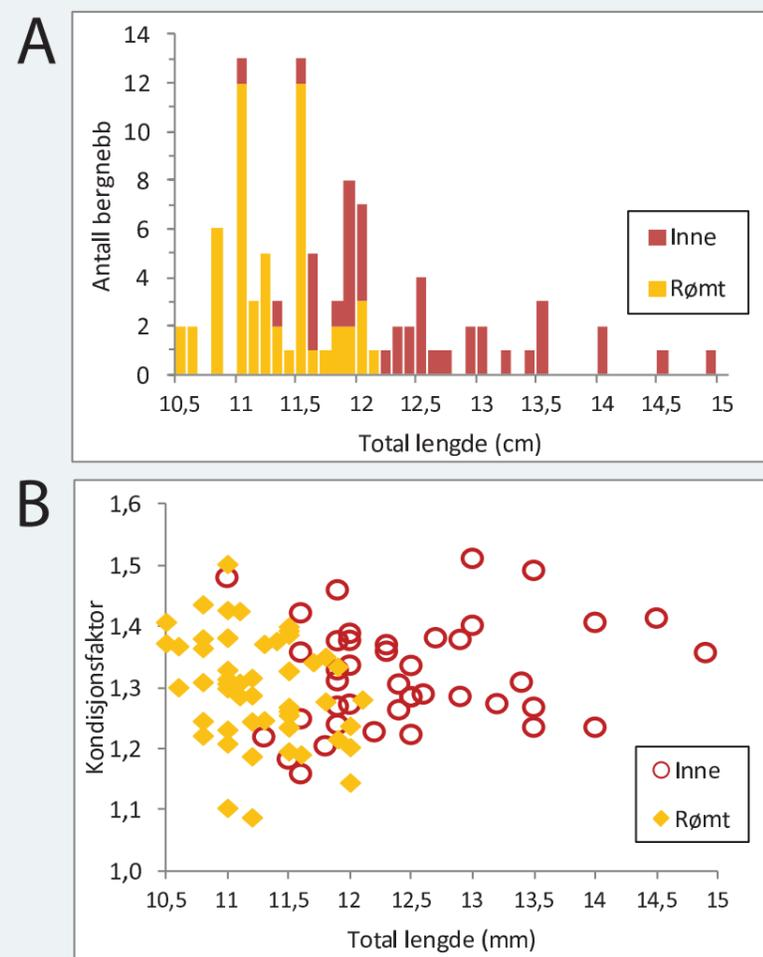 A
14
12
10
8
6
4
2
0
Antall bergnebb
Inne
Rømt
10,5 11 11,5 12 12,5 13 13,5 14 14,5 15
Total lengde (cm)
B
1,6
1,5
1,4
1,3
1,2
1,1
1,0
Kondisjonsfaktor
Inne
Rømt
10,5 11 11,5 12 12,5 13 13,5 14 14,5 15
Total lengde (mm)